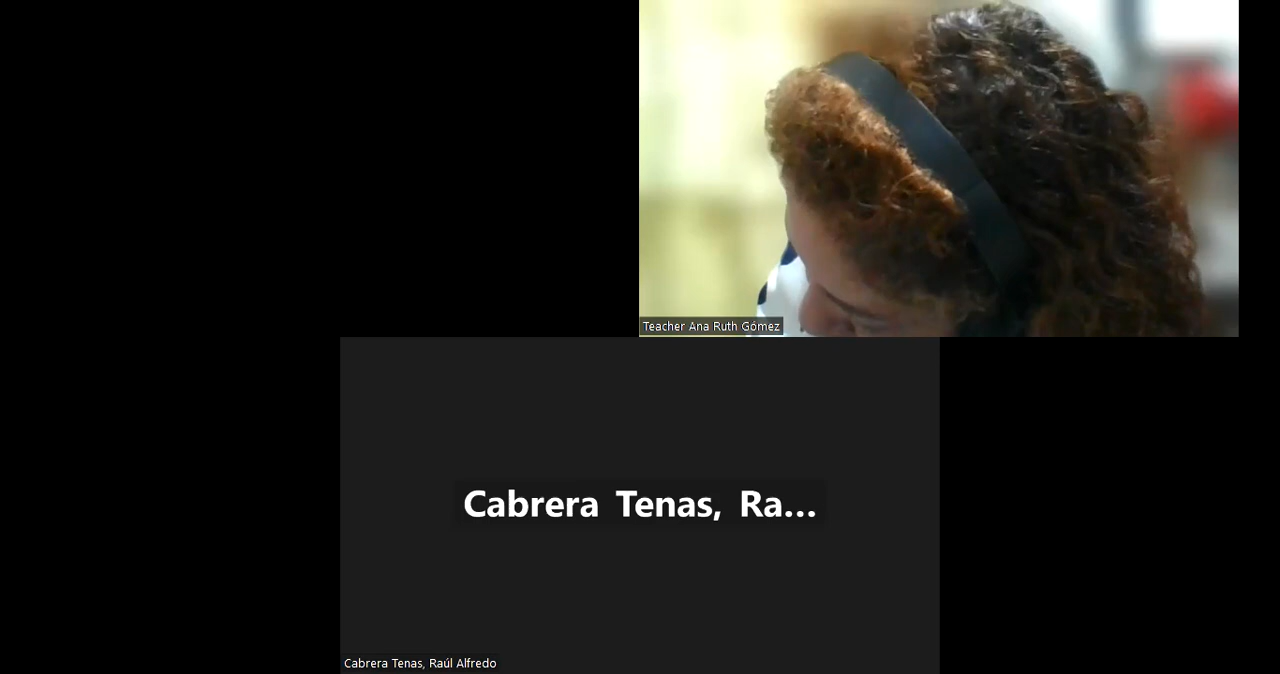 Teacher Ana Ruth Gómez
Cabrera Tenas, Ra...
Cabrera Tenas, Raúl Alfredo